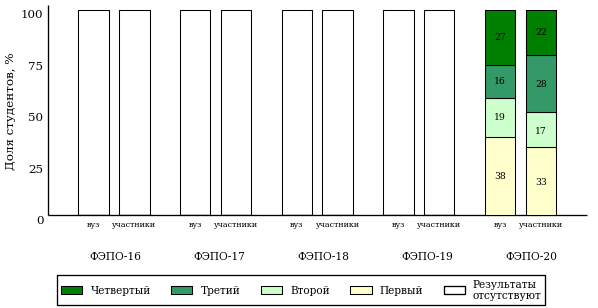 Доля студентов, %
100
75
50
25
0
27
16
19
38
22
28
17
33
вуз участники вуз участники вуз участники вуз участники вуз участники
ФЭПО-16 ФЭПО-17 ФЭПО-18 ФЭПО-19 ФЭПО-20
Четвертый Третий Второй Первый Результаты
отсутствуют